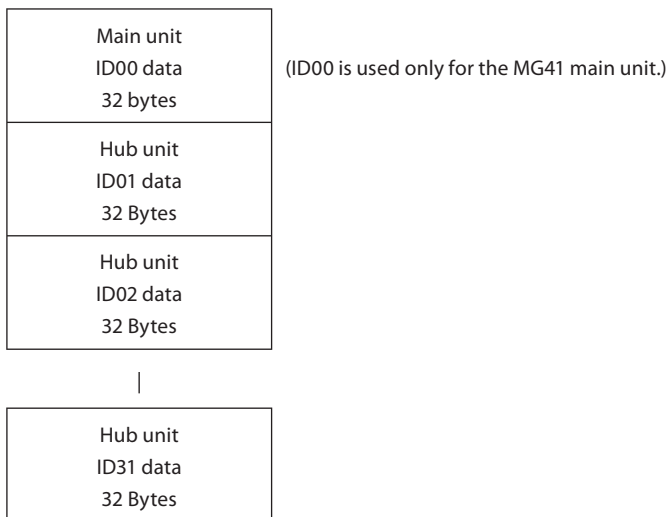 Main unit
ID00 data
32 bytes
(ID00 is used only for the MG41 main unit.)
Hub unit
ID01 data
32 Bytes
Hub unit
ID02 data
32 Bytes
|
Hub unit
ID31 data
32 Bytes